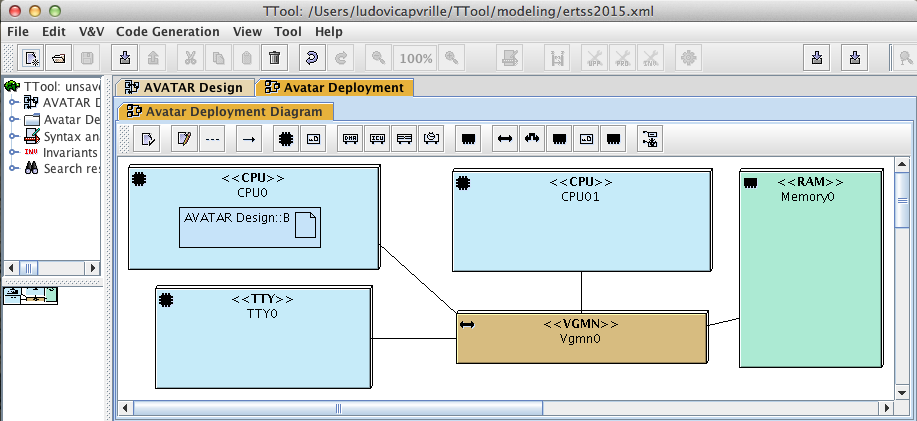 TTool: /Users/ludovicapvrille/TTool/modeling/ertss2015.xml
File Edit V&V Code Generation View Tool Help
100%
TTool: unsave
AVATAR D
Avatar De
Syntax an
INV Invariants
Search res
AVATAR Design Avatar Deployment
Avatar Deployment Diagram
<<CPU>>
CPU0
AVATAR Design::B
<<CPU>>
CPU01
<<RAM>>
Memory0
<<TTY>>
TTY0
<<VGMN>>
Vgmn0